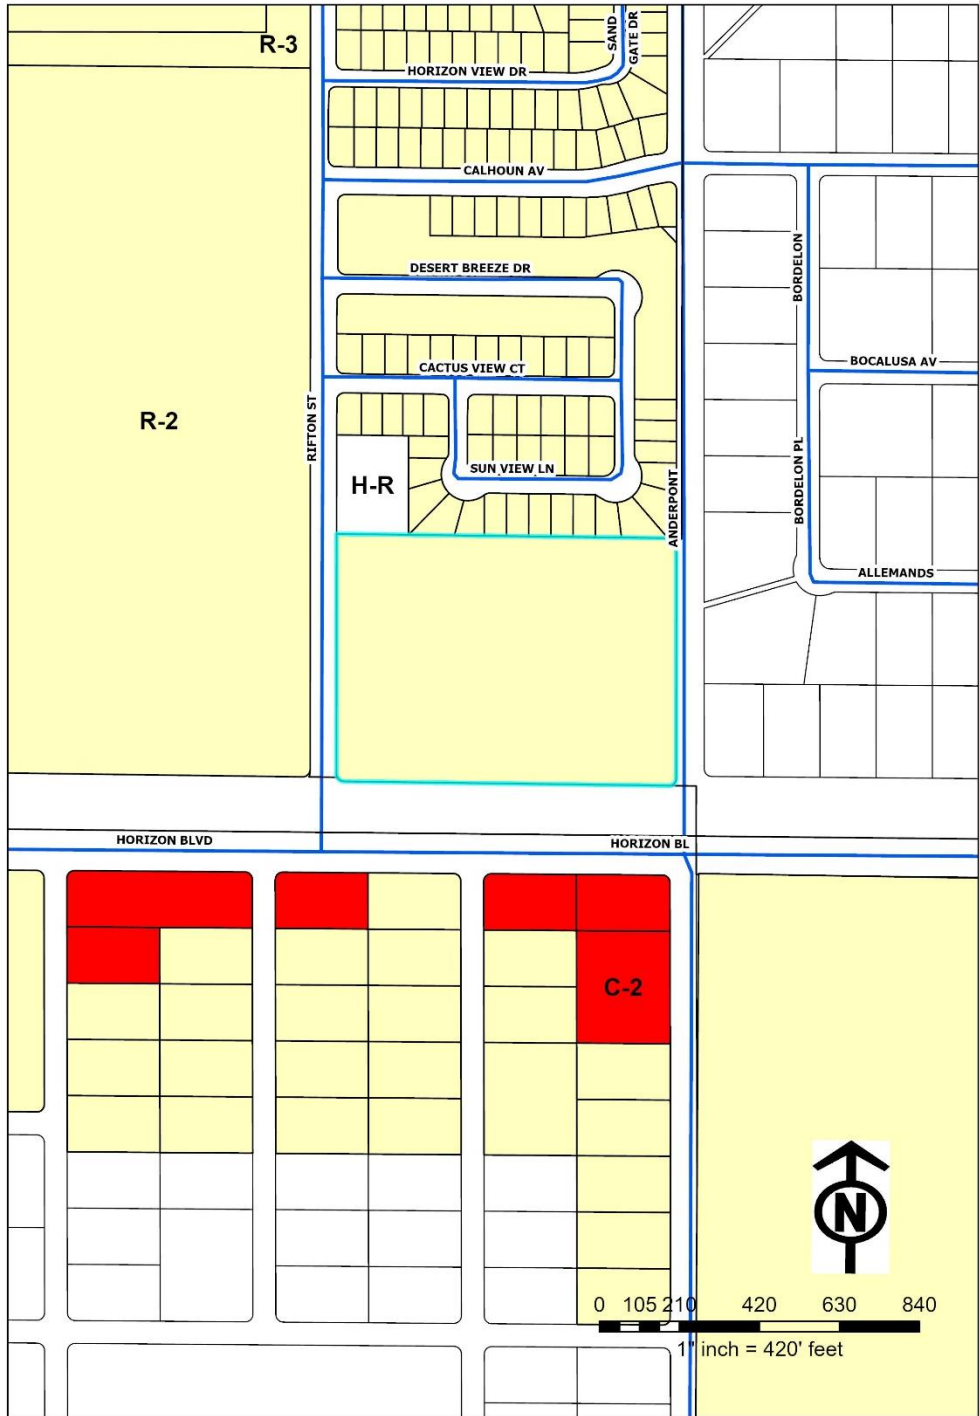 R-3
SAND
GATE DR
HORIZON VIEW DR
CALHOUN AV
DESERT BREEZE DR
BORDELON
BOCALUSA AV
CACTUS VIEW CT
RIFTON ST
R-2
H-R
SUN VIEW LN
ANDERPONT
BORDELON PL
ALLEMANDS
HORIZON BLVD
HORIZON BL
C-2
N
0 105 210 420 630 840
1" inch = 420' feet